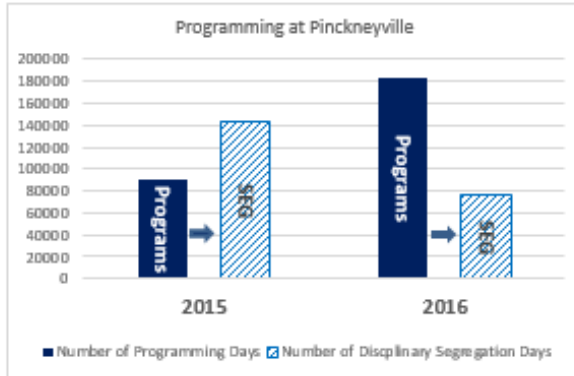 Programming at Pinckneyville
200000
180000
160000
140000
120000
100000
80000
60000
40000
20000
0
Programs
SEG
Programs
SEG
2015
2016
Number of Programming Days
Number of Discplinary Segregation Days